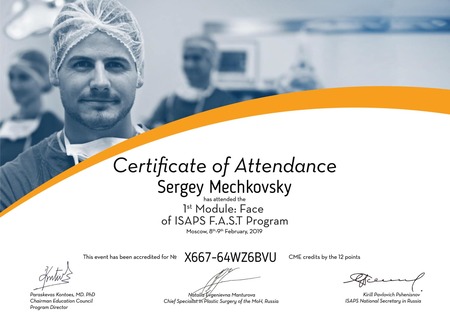 Certificate of Attendance
Sergey Mechkovsky
has attended the
1st Module: Face
of ISAPS F.A.S.T Program
Moscow, 8th-9th February, 2019
This event has been accredited for № X667-64WZ6BVU CME credits by the 12 points
Paraskevas Kontoes, MD, PhD
Chairman Education Council
Program Director
Natalia Evgenievna Manturova
Chief Specialist in Plastic Surgery of the MoH, Russia
Kirill Pavlovich Pshenisnov
ISAPS National Secretary in Russia